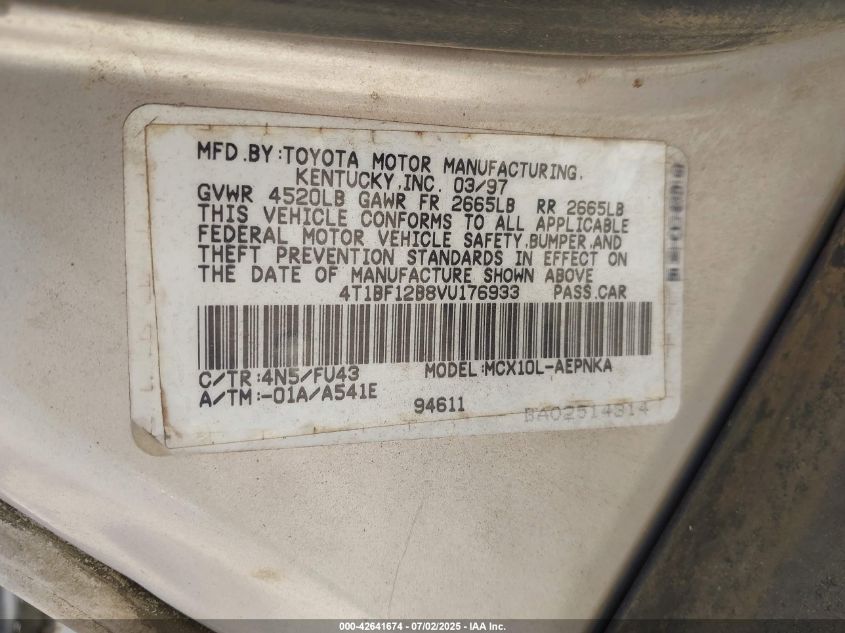 MFD.BY:TOYOTA MOTOR MANUFACTURING,
KENTUCKY,INC. 03/97
GVWR 4520LB GAWR FR 2665LB RR 2665LB
THIS VEHICLE CONFORMS TO ALL APPLICABLE
FEDERAL MOTOR VEHICLE SAFETY,BUMPER,AND
THEFT PREVENTION STANDARDS IN EFFECT ON
THE DATE OF MANUFACTURE SHOWN ABOVE
4T1BF12B8VU176933 PASS.CAR
C/TR:4N5/FU43 MODEL:MCX10L-AEPNKA
A/TM:-01A/A541E
94611
BA02514314
000-42641674 / 07/02/2025 - IAA Inc.